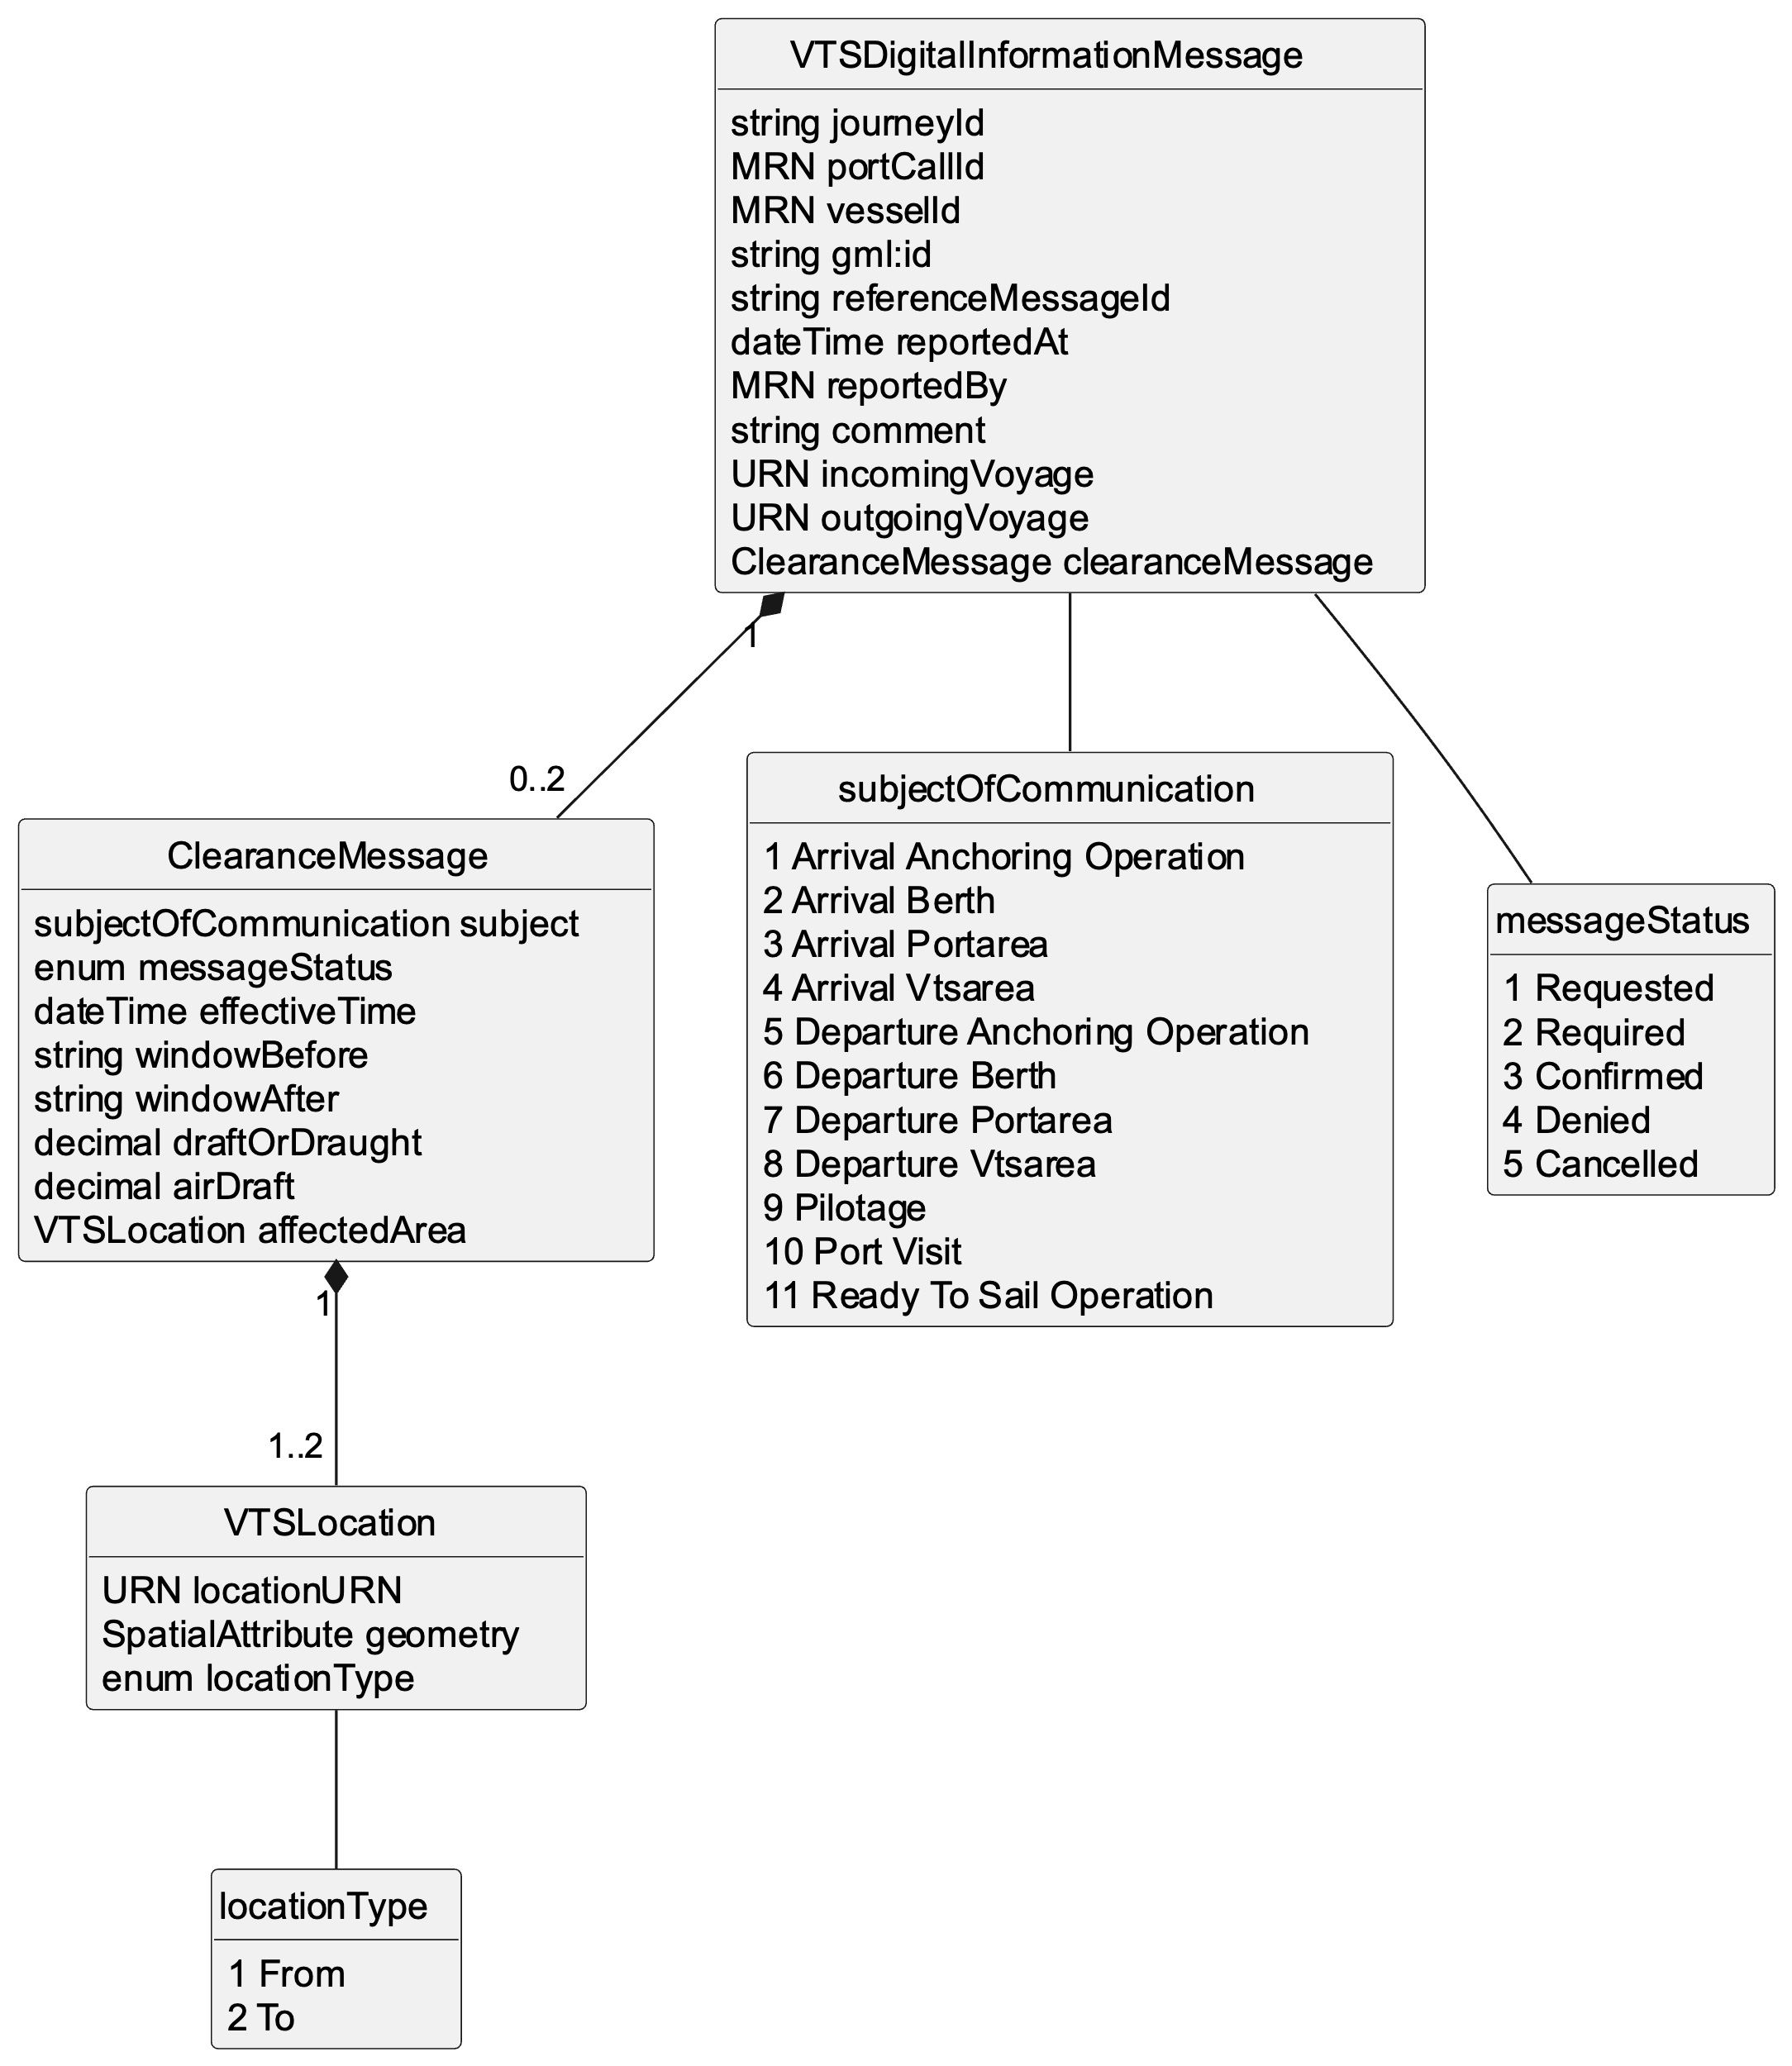 VTSDigitalInformationMessage
string journeyId
MRN portCallId
MRN vesselId
string gml:id
string referenceMessageId
dateTime reportedAt
MRN reportedBy
string comment
URN incomingVoyage
URN outgoingVoyage
ClearanceMessage clearanceMessage
1
0..2
ClearanceMessage
subjectOfCommunication subject
enum messageStatus
dateTime effectiveTime
string windowBefore
string windowAfter
decimal draftOrDraught
decimal airDraft
VTSLocation affectedArea
subjectOfCommunication
1 Arrival Anchoring Operation
2 Arrival Berth
3 Arrival Portarea
4 Arrival Vtsarea
5 Departure Anchoring Operation
6 Departure Berth
7 Departure Portarea
8 Departure Vtsarea
9 Pilotage
10 Port Visit
11 Ready To Sail Operation
messageStatus
1 Requested
2 Required
3 Confirmed
4 Denied
5 Cancelled
1
1..2
VTSLocation
URN locationURN
SpatialAttribute geometry
enum locationType
locationType
1 From
2 To